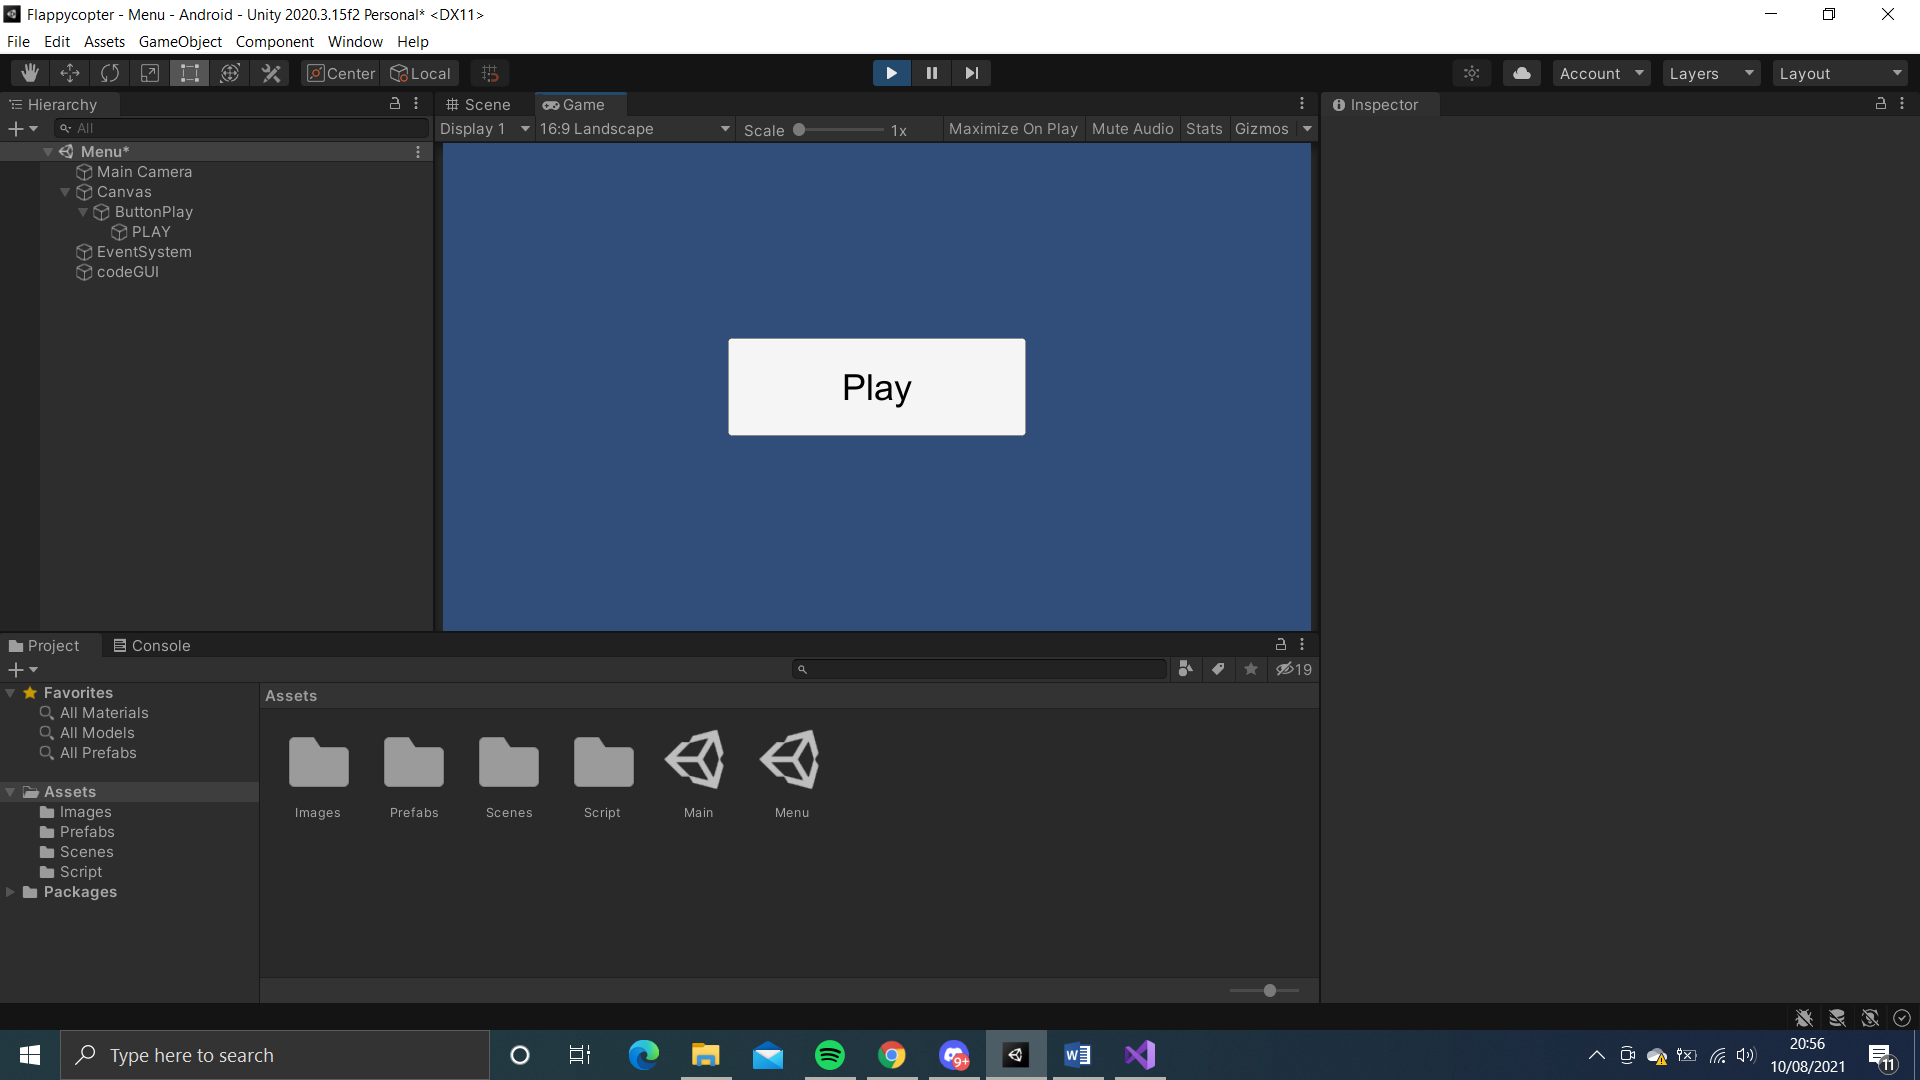 Flappycopter - Menu - Android - Unity 2020.3.15f2 Personal* <DX11>
File Edit Assets GameObject Component Window Help
Center Local Account Layers Layout
Hierarchy Scene Game Inspector
All Display 1 16:9 Landscape Scale 1x Maximize On Play Mute Audio Stats Gizmos
Menu*
Main Camera
Canvas
ButtonPlay
PLAY
EventSystem
codeGUI
Play
Project Console
19
Favorites Assets
All Materials
All Models
All Prefabs
Assets
Images
Prefabs
Scenes
Script
Packages
Images Prefabs Scenes Script Main Menu
Type here to search
9+
W
20:56
10/08/2021
11